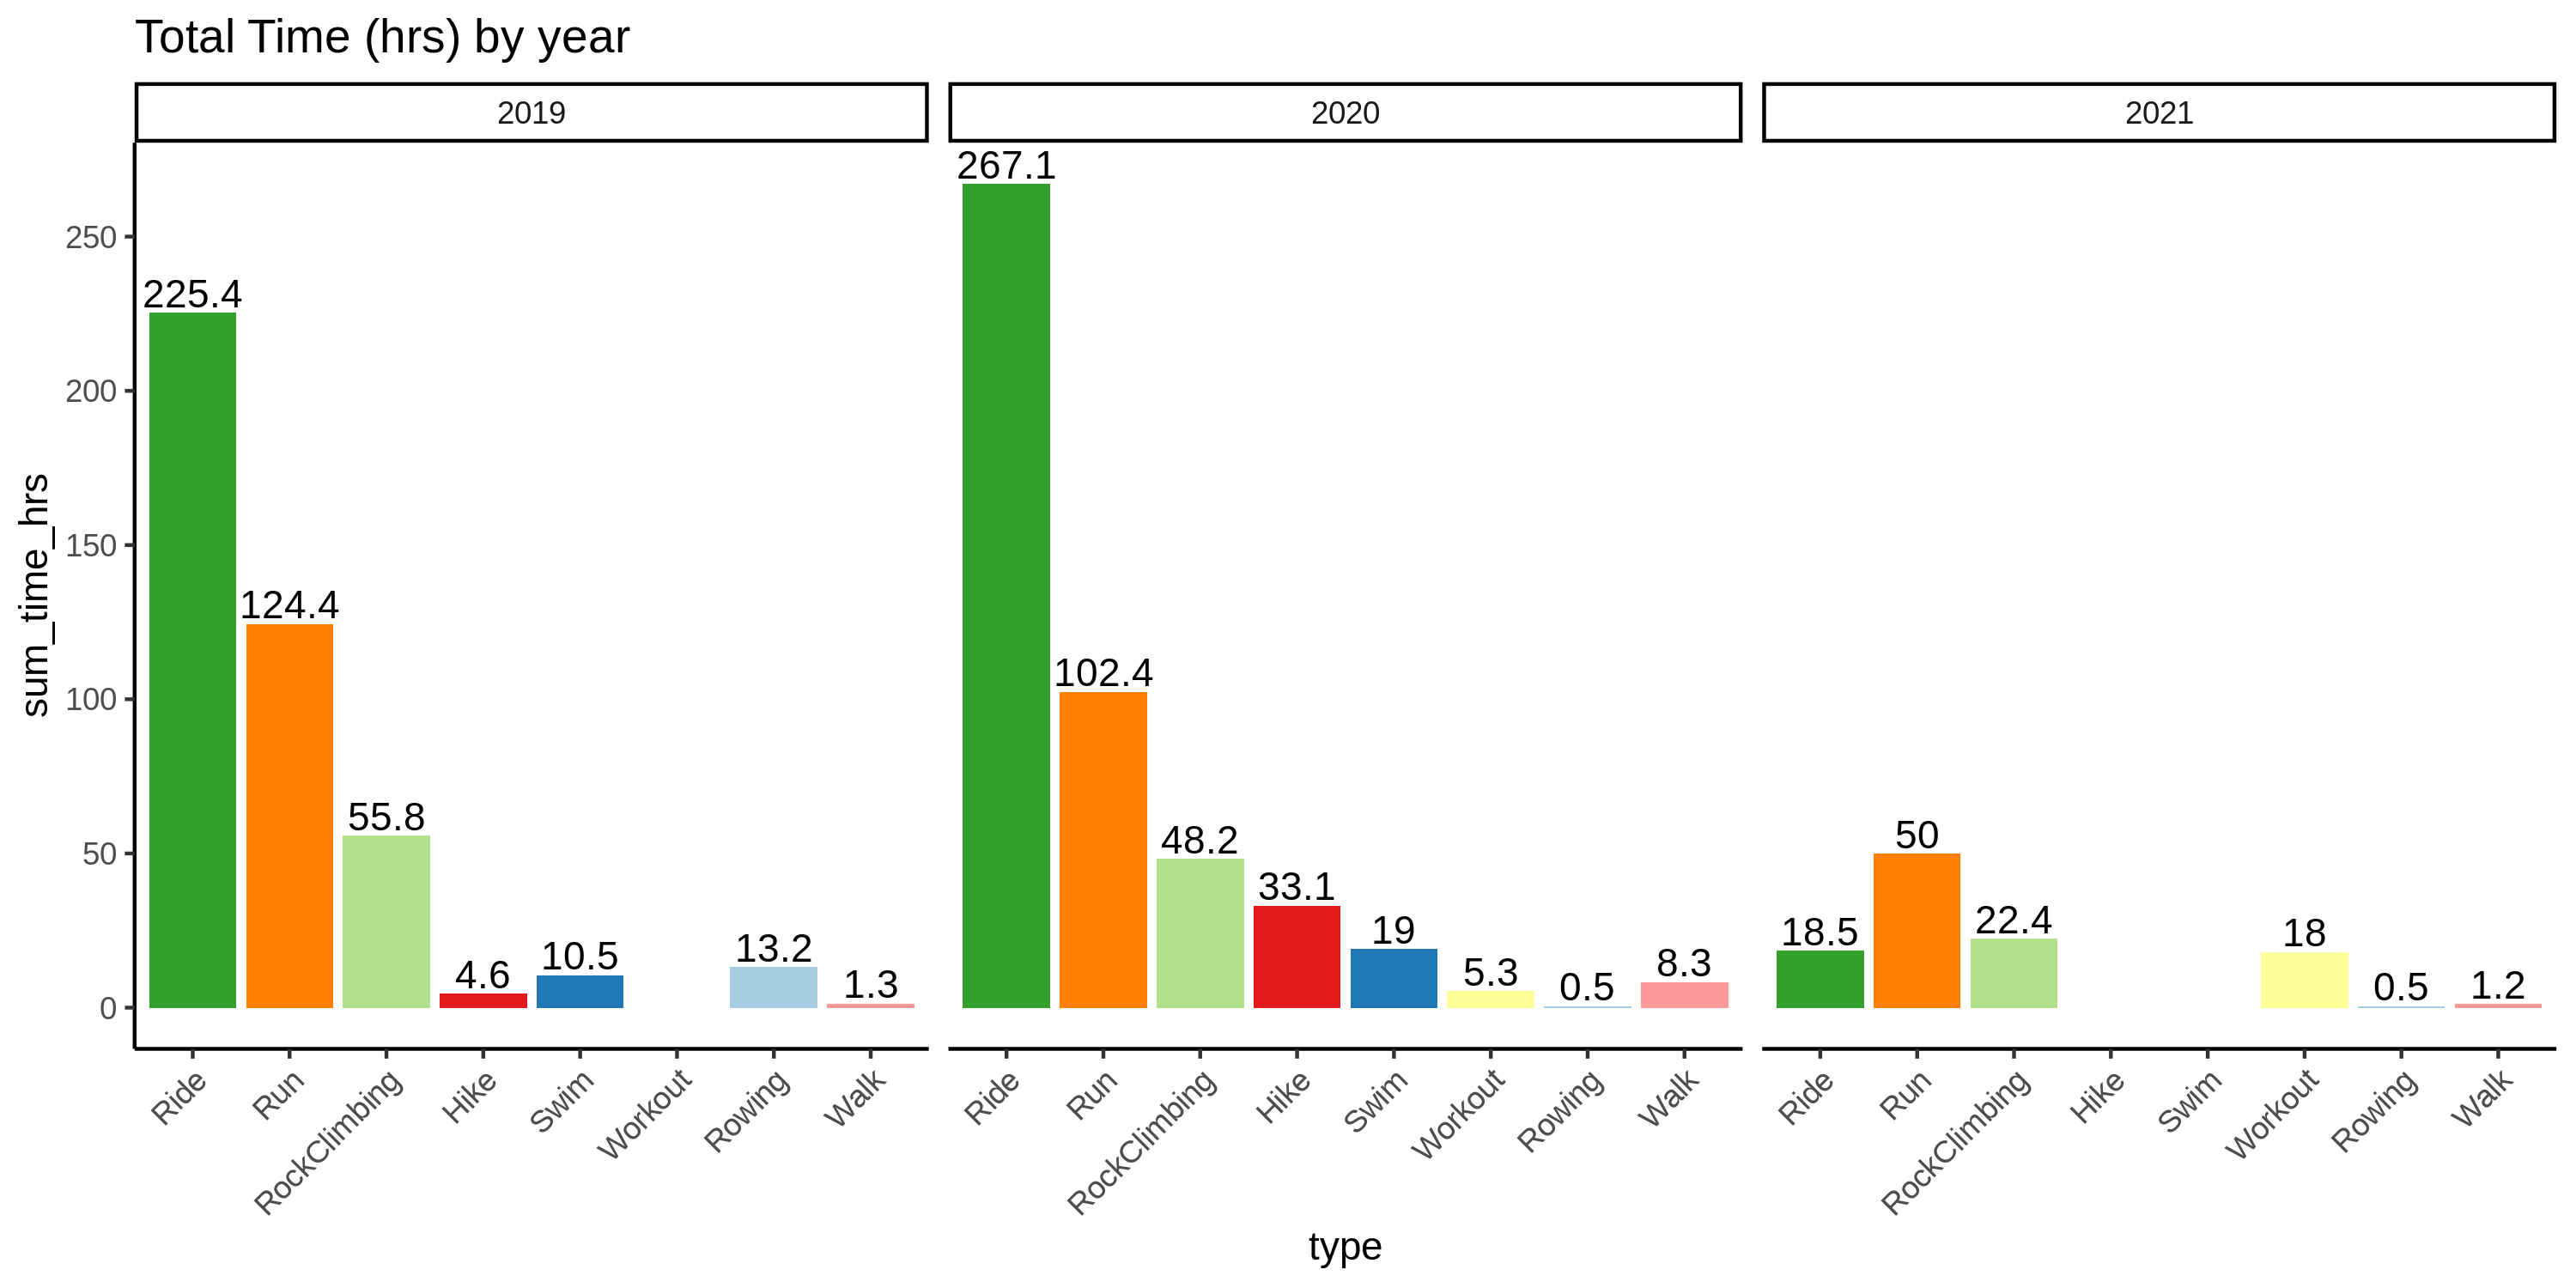 Total Time (hrs) by year
2019
2020
2021
sum_time_hrs
250
200
150
100
50
0
225.4
124.4
55.8
4.6
10.5
13.2
1.3
267.1
102.4
48.2
33.1
19
5.3
0.5
8.3
18.5
50
22.4
18
0.5
1.2
Ride
Run
RockClimbing
Hike
Swim
Workout
Rowing
Walk
Ride
Run
RockClimbing
Hike
Swim
Workout
Rowing
Walk
Ride
Run
RockClimbing
Hike
Swim
Workout
Rowing
Walk
type